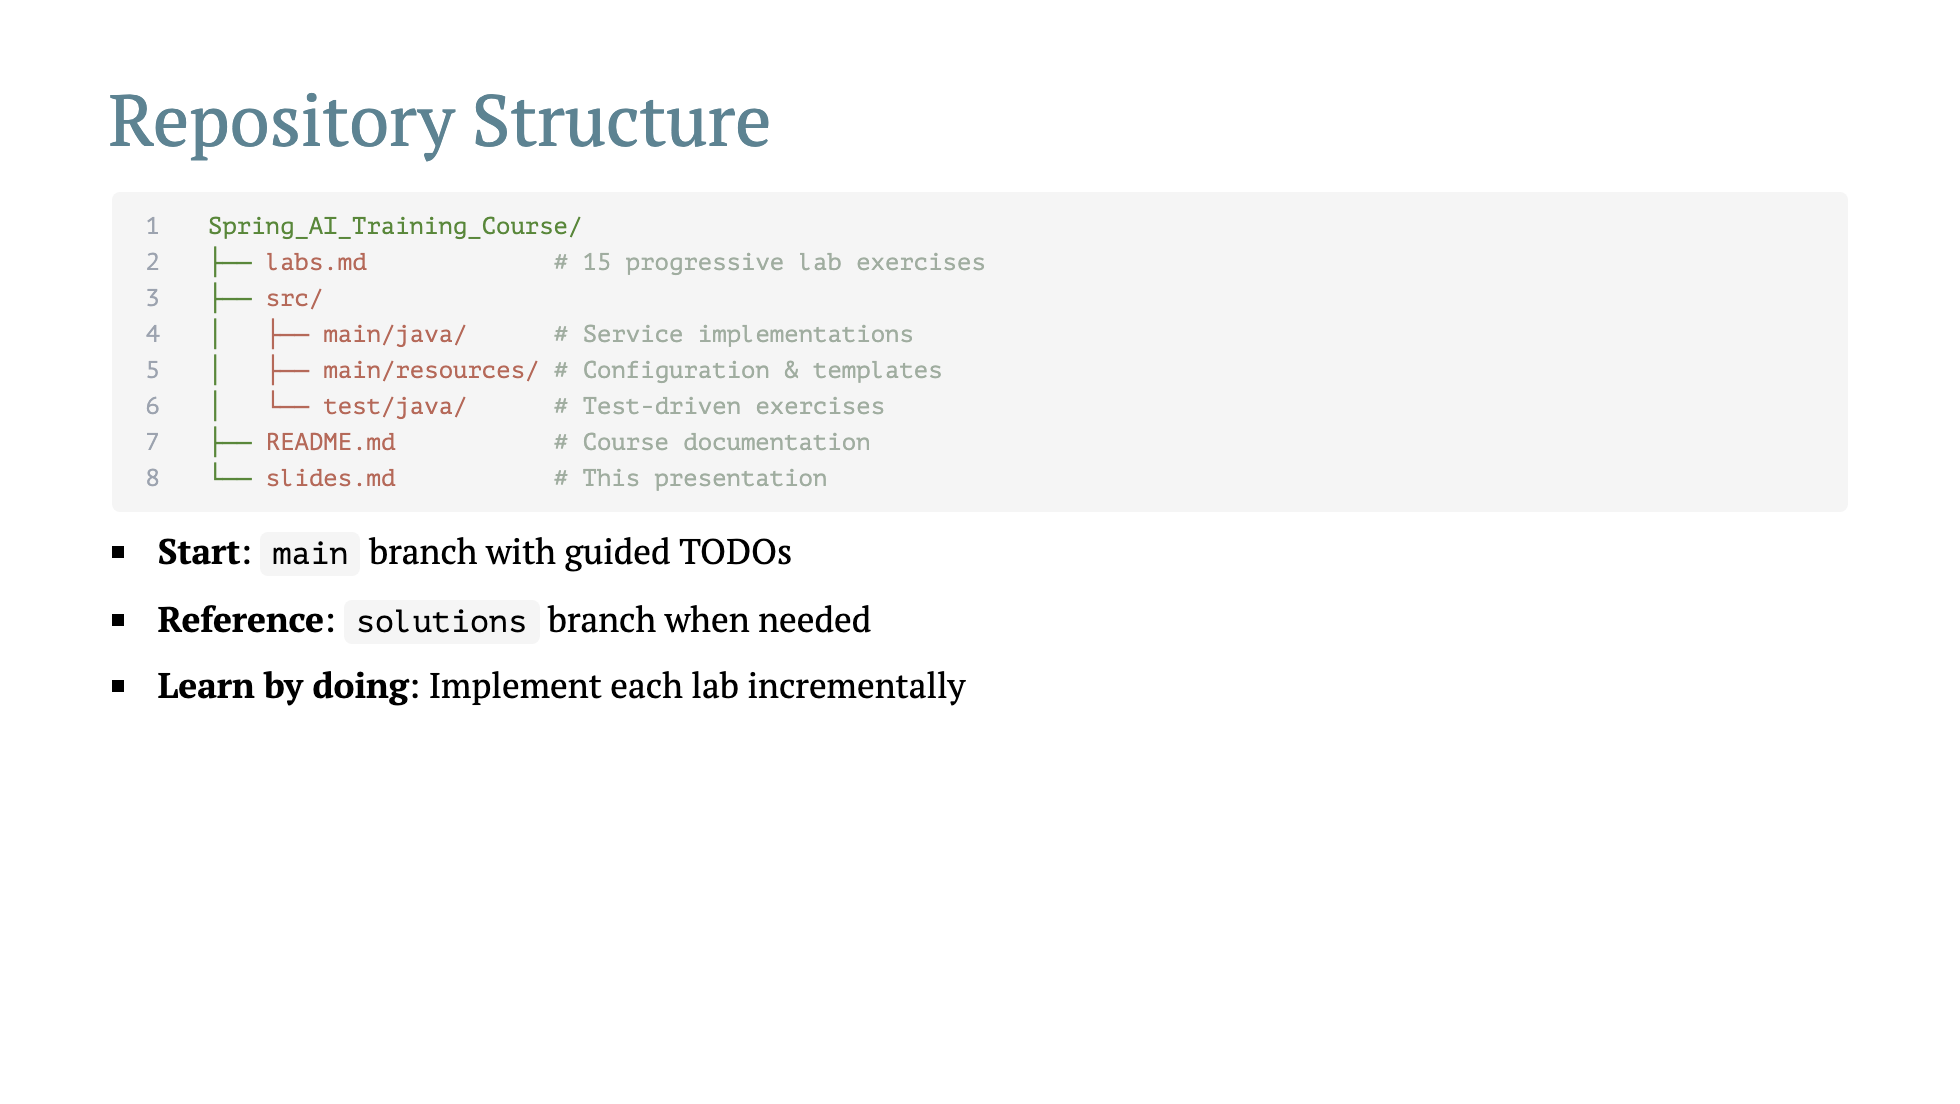 Repository Structure
1 Spring_AI_Training_Course/
2 ├── labs.md # 15 progressive lab exercises
3 ├── src/
4 │   ├── main/java/ # Service implementations
5 │   ├── main/resources/ # Configuration & templates
6 │   └── test/java/ # Test-driven exercises
7 ├── README.md # Course documentation
8 └── slides.md # This presentation
▪ Start: main branch with guided TODOs
▪ Reference: solutions branch when needed
▪ Learn by doing: Implement each lab incrementally